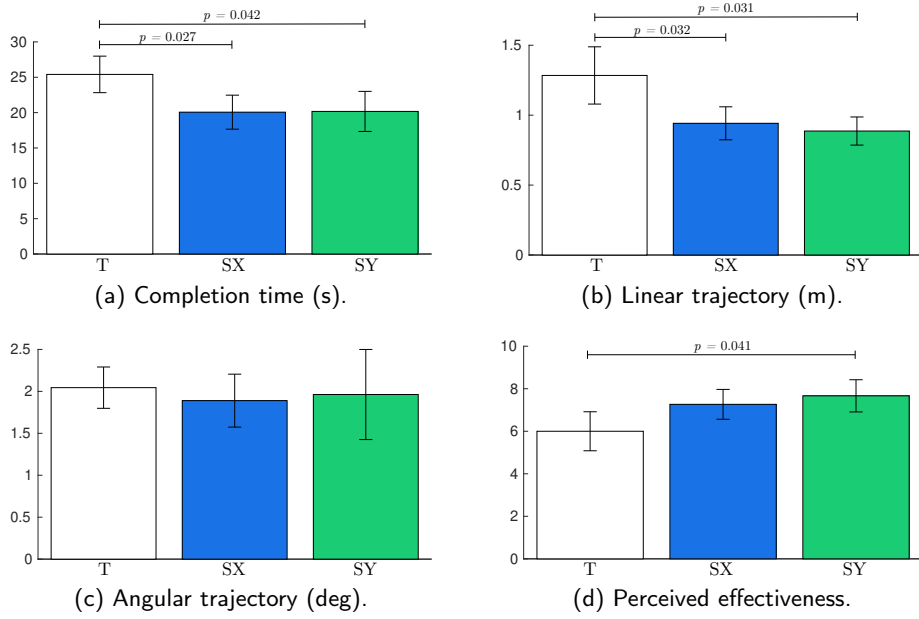 p = 0.042
p = 0.027
30
25
20
15
10
5
0
T SX SY
(a) Completion time (s).
p = 0.031
p = 0.032
1.5
1
0.5
0
T SX SY
(b) Linear trajectory (m).
2.5
2
1.5
1
0.5
0
T SX SY
(c) Angular trajectory (deg).
p = 0.041
10
8
6
4
2
0
T SX SY
(d) Perceived effectiveness.